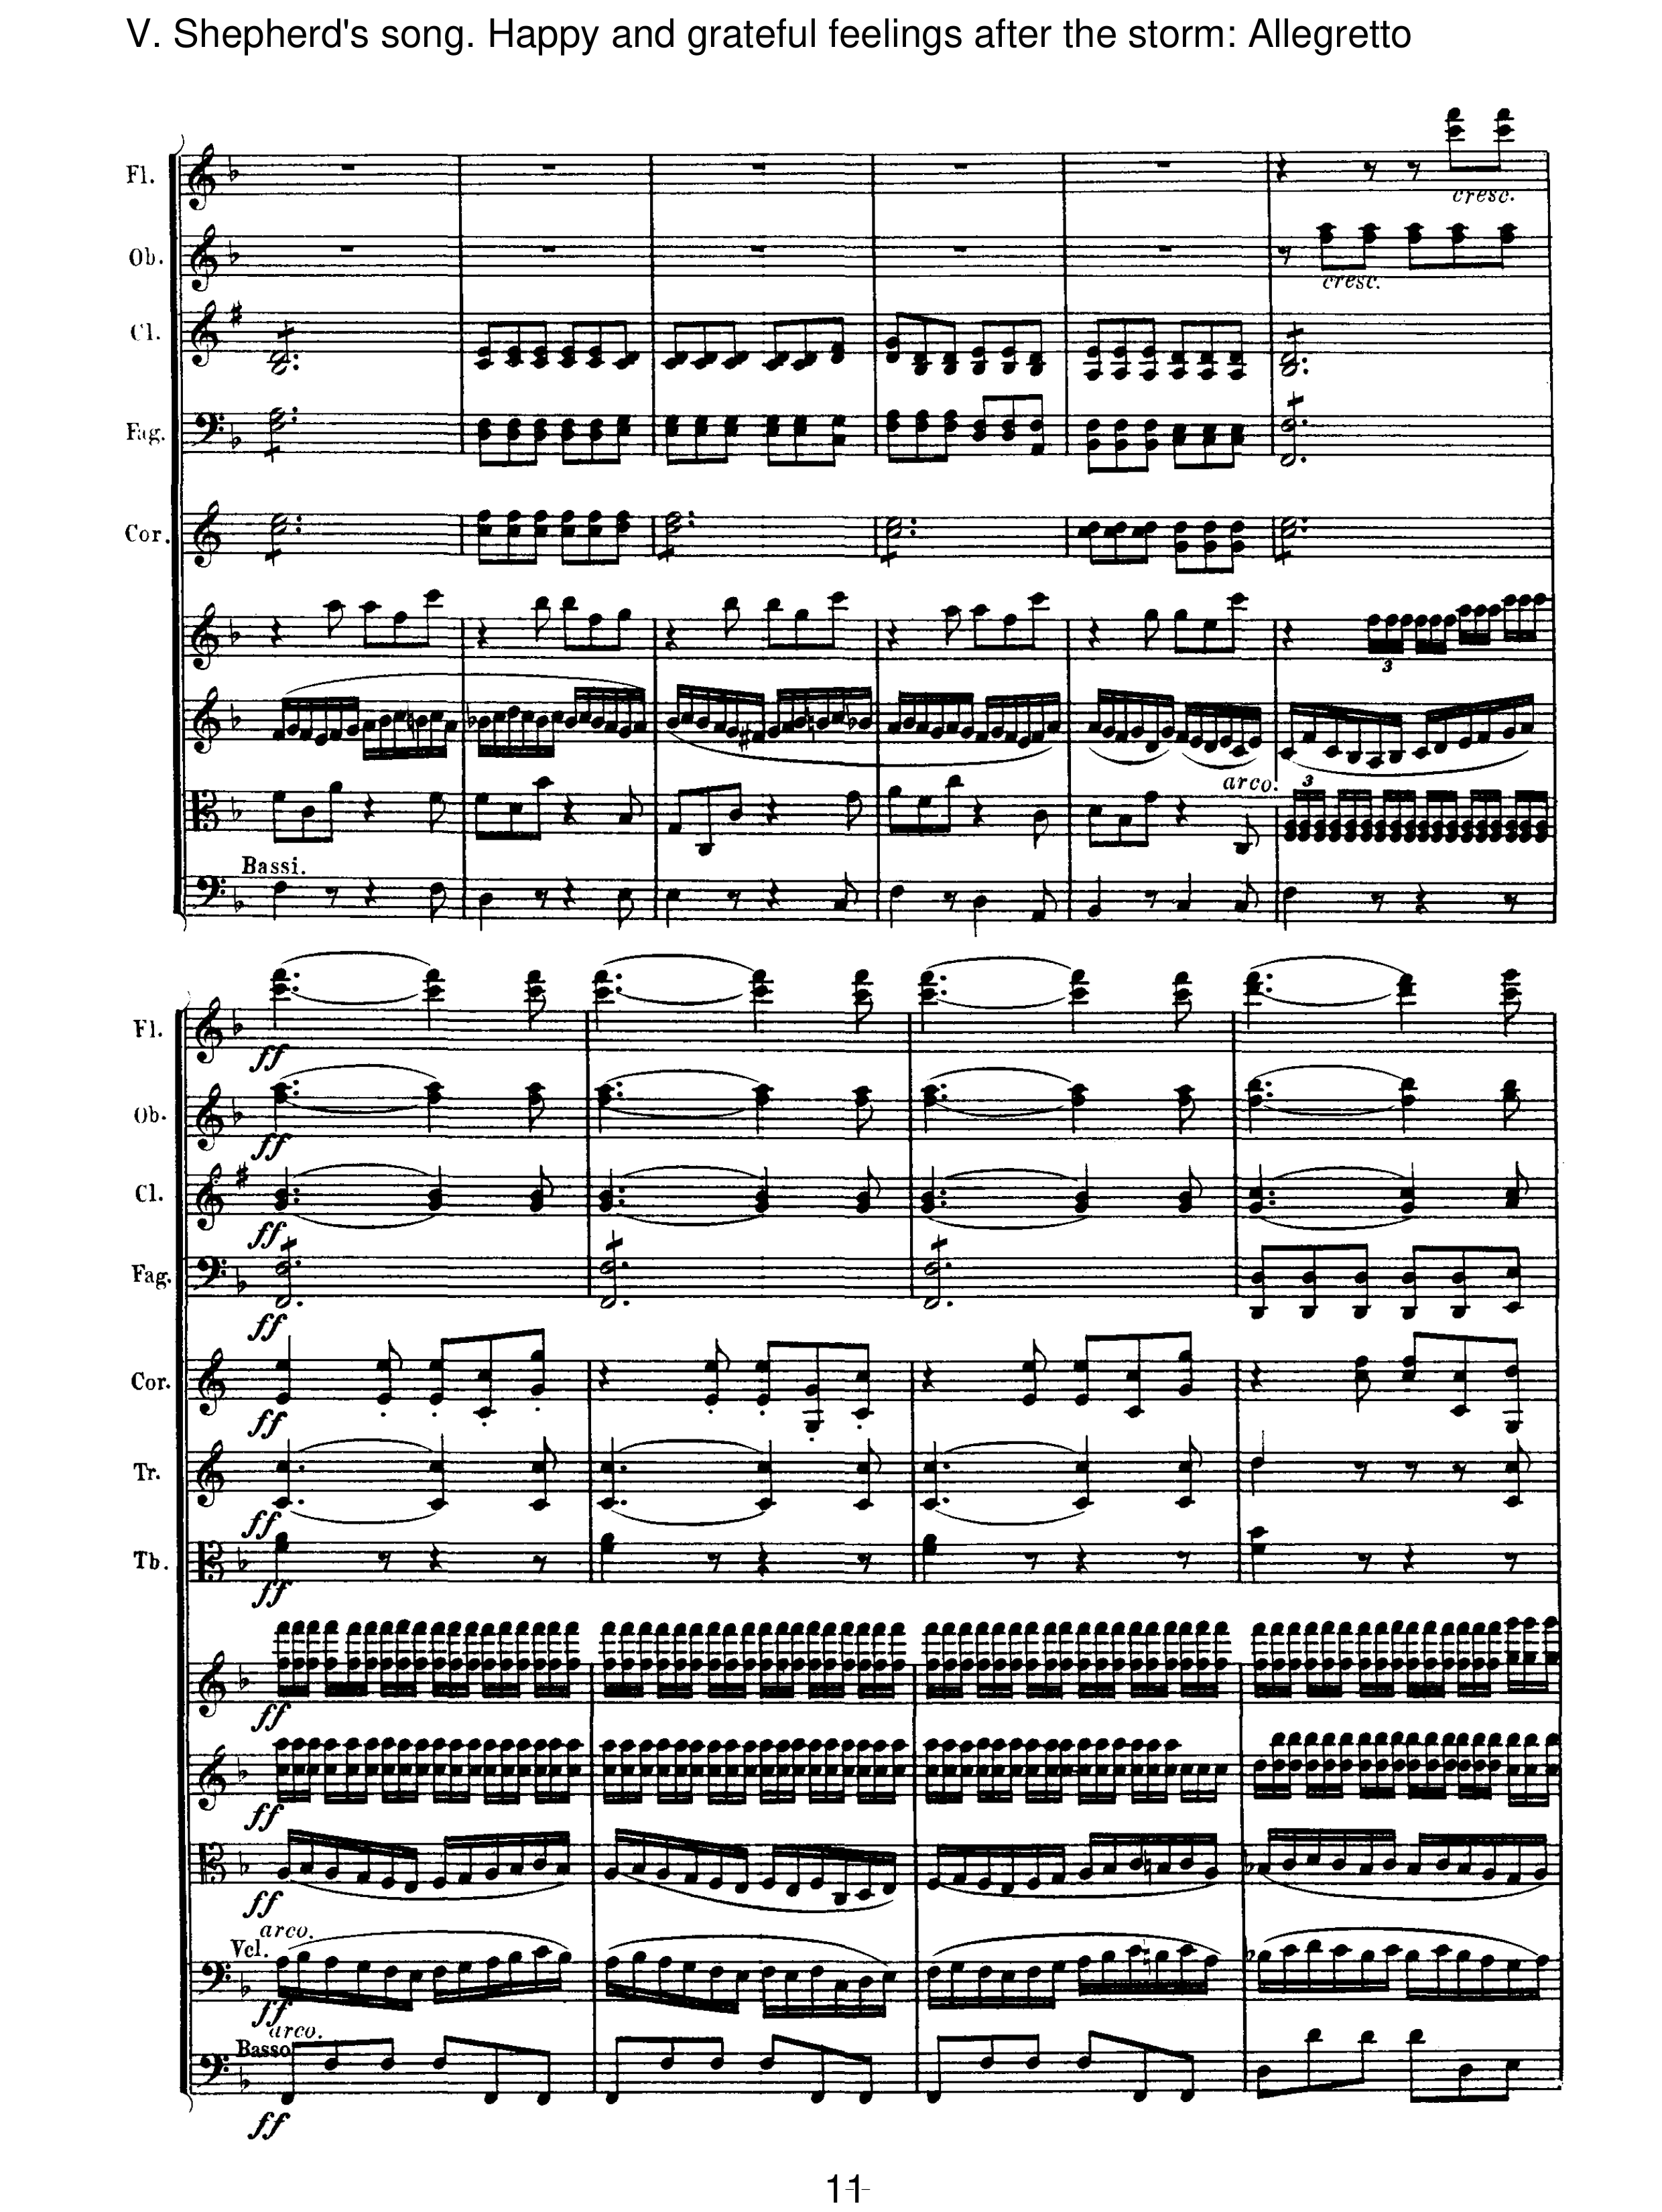 V. Shepherd's song. Happy and grateful feelings after the storm: Allegretto
Fl.
cresc.
Ob.
cresc.
Cl.
Fag.
Cor.
3
arco.
3
Bassi.
Fl.
ff
Ob.
ff
Cl.
ff
Fag.
ff
Cor.
ff
Tr.
ff
Tb.
ff
ff
ff
ff
arco.
Vcl.
ff
arco.
Basso
ff
11